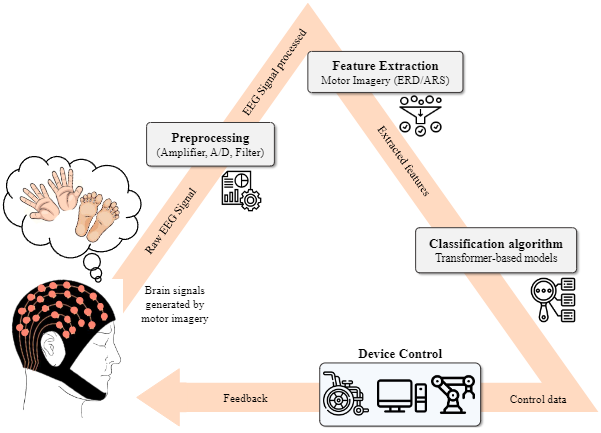 EEG Signal processed
Feature Extraction
Motor Imagery (ERD/ARS)
Preprocessing
(Amplifier, A/D, Filter)
Extracted features
Raw EEG Signal
Classification algorithm
Transformer-based models
Brain signals
generated by
motor imagery
Device Control
Feedback
Control data